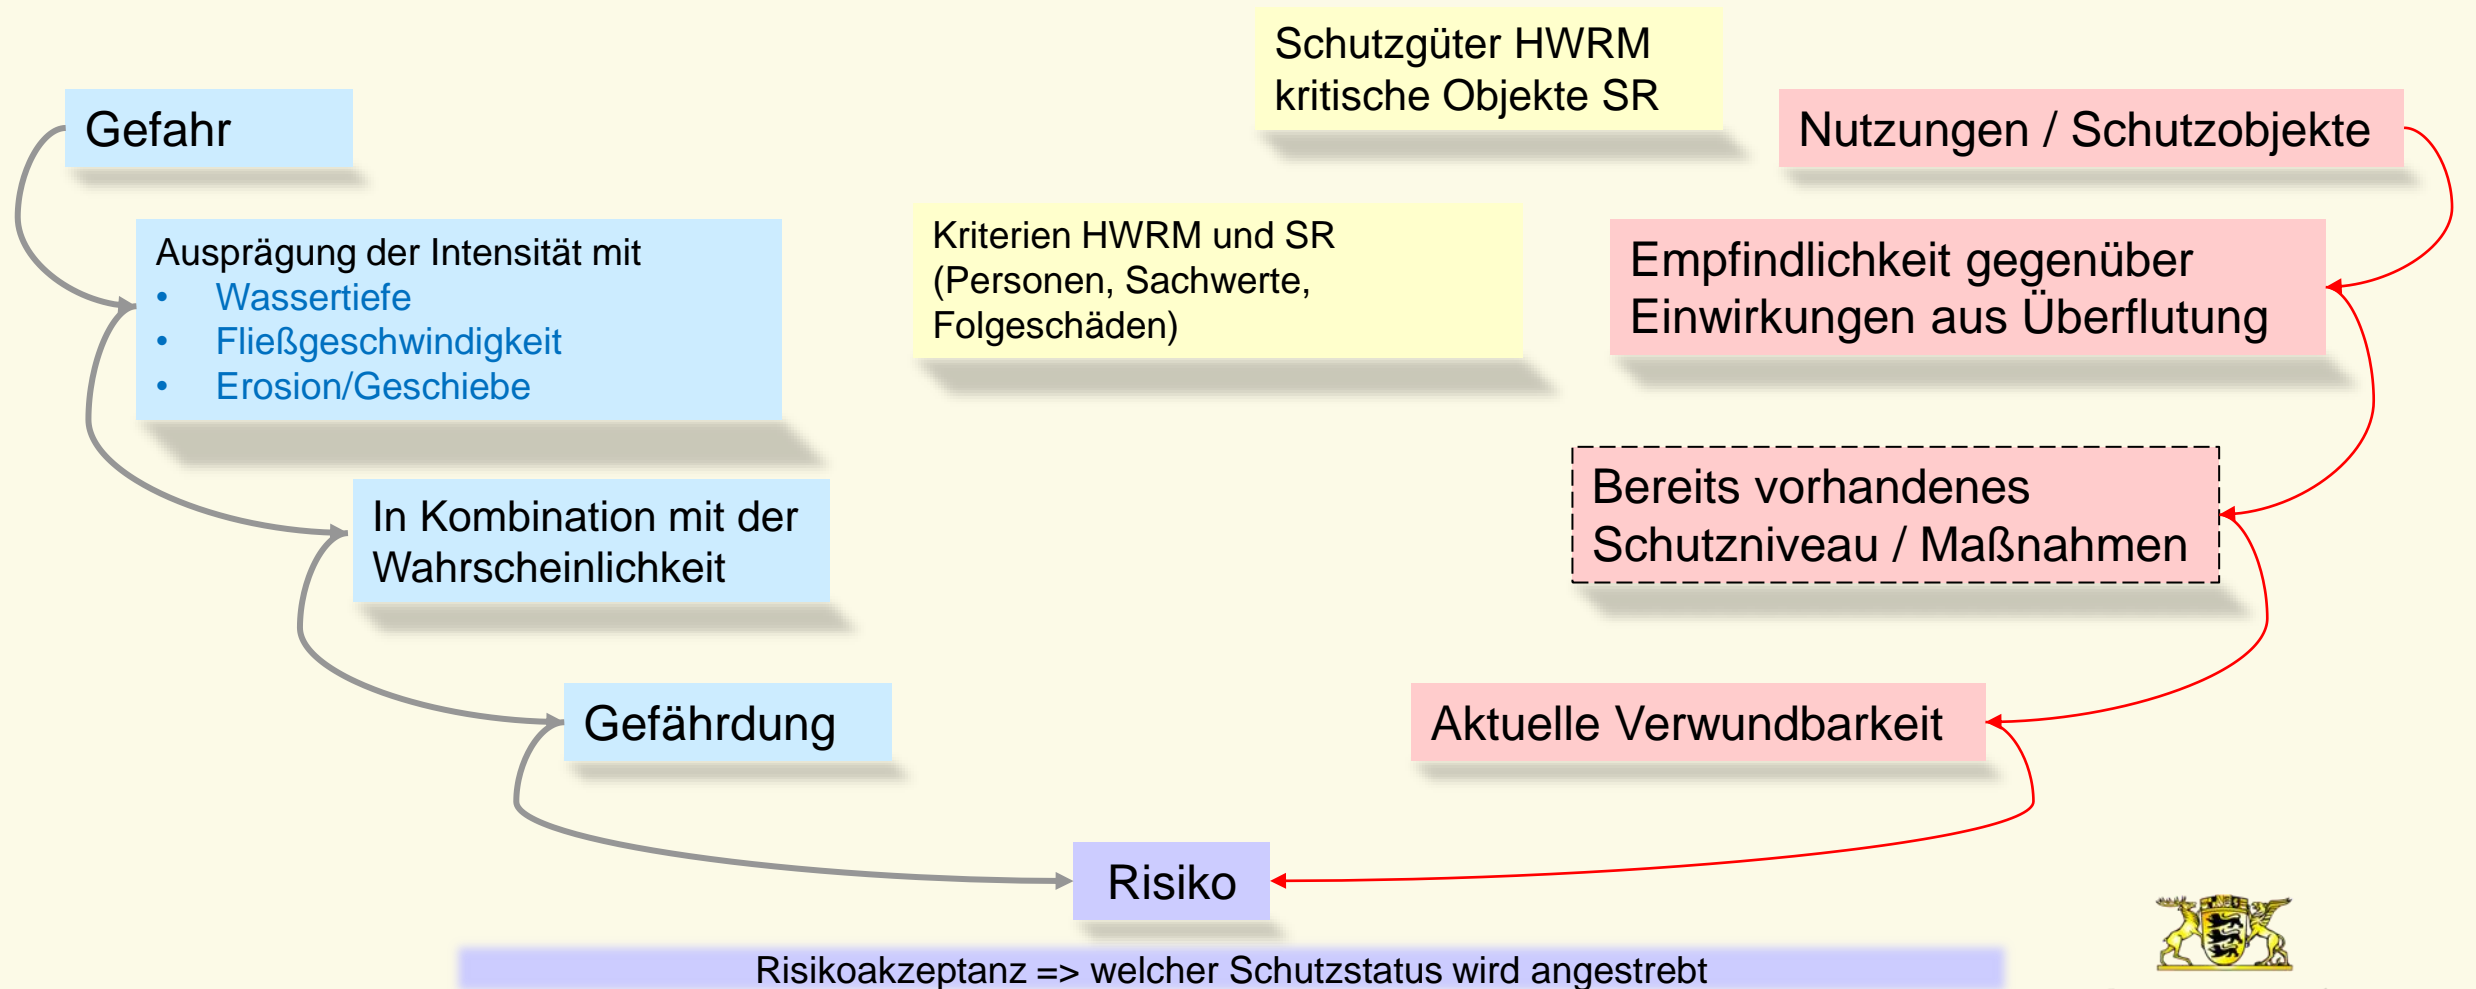 Schutzgüter HWRM
kritische Objekte SR
Gefahr
Nutzungen / Schutzobjekte
Ausprägung der Intensität mit
• Wassertiefe
• Fließgeschwindigkeit
• Erosion/Geschiebe
Kriterien HWRM und SR
(Personen, Sachwerte,
Folgeschäden)
Empfindlichkeit gegenüber
Einwirkungen aus Überflutung
In Kombination mit der
Wahrscheinlichkeit
Bereits vorhandenes
Schutzniveau / Maßnahmen
Gefährdung
Aktuelle Verwundbarkeit
Risiko
Risikoakzeptanz => welcher Schutzstatus wird angestrebt